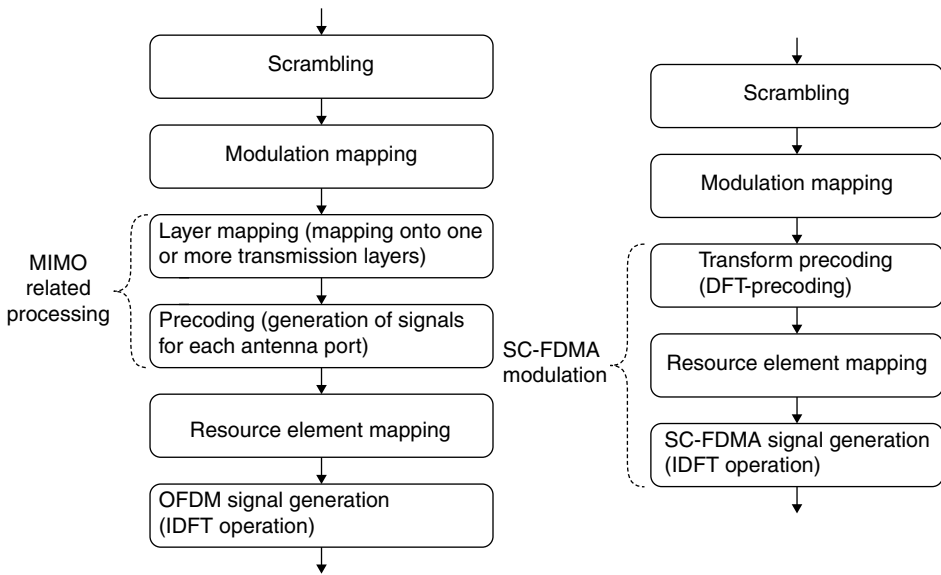 Scrambling
Modulation mapping
Layer mapping (mapping onto one
or more transmission layers)
MIMO
related
processing
Precoding (generation of signals
for each antenna port)
Resource element mapping
OFDM signal generation
(IDFT operation)
Scrambling
Modulation mapping
Transform precoding
(DFT-precoding)
SC-FDMA
modulation
Resource element mapping
SC-FDMA signal generation
(IDFT operation)